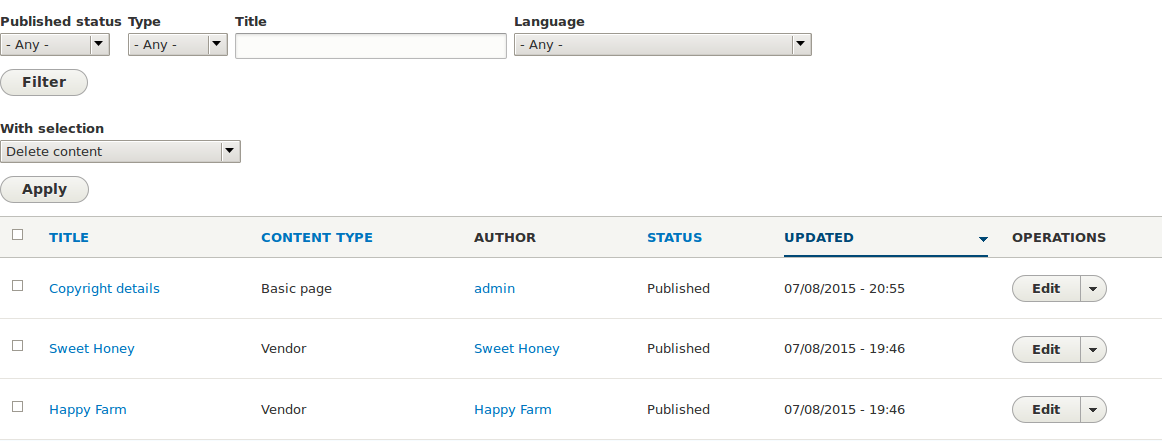 Published status Type Title Language
- Any - - Any - - Any -
Filter
With selection
Delete content
Apply
TITLE CONTENT TYPE AUTHOR STATUS UPDATED OPERATIONS
Copyright details Basic page admin Published 07/08/2015 - 20:55 Edit
Sweet Honey Vendor Sweet Honey Published 07/08/2015 - 19:46 Edit
Happy Farm Vendor Happy Farm Published 07/08/2015 - 19:46 Edit